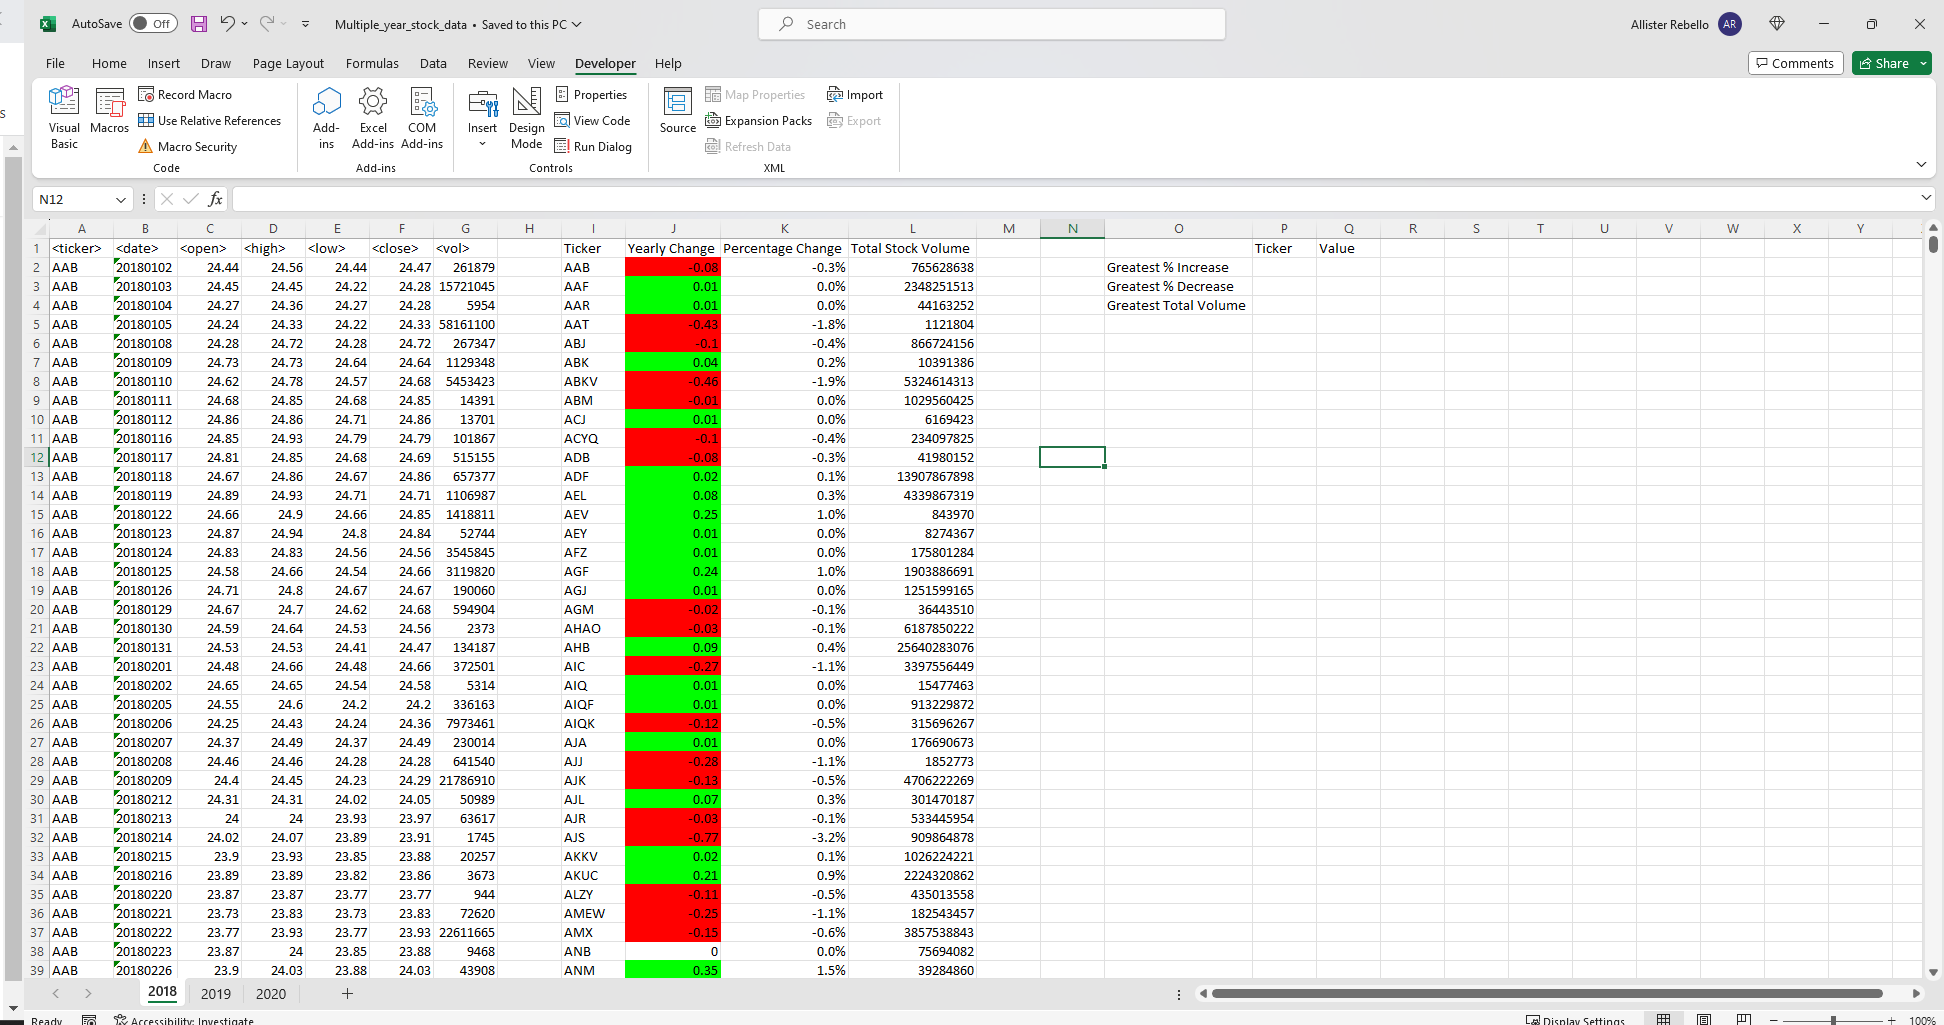 AutoSave Off Multiple_year_stock_data • Saved to this PC Search Allister Rebello AR
File Home Insert Draw Page Layout Formulas Data Review View Developer Help Comments Share
Visual Basic Macros Record Macro Use Relative References Macro Security Code
Add-ins Excel Add-ins COM Add-ins Add-ins
Insert Design Mode Properties View Code Run Dialog Controls
Source Map Properties Expansion Packs Refresh Data Import Export XML
N12 fx
A B C D E F G H I J K L M N O P Q R S T U V W X Y
1 <ticker> <date> <open> <high> <low> <close> <vol> Ticker Yearly Change Percentage Change Total Stock Volume Ticker Value
2 AAB 20180102 24.44 24.56 24.44 24.47 261879 AAB -0.08 -0.3% 765628638 Greatest % Increase
3 AAB 20180103 24.45 24.45 24.22 24.28 15721045 AAF 0.01 0.0% 2348251513 Greatest % Decrease
4 AAB 20180104 24.27 24.36 24.27 24.28 5954 AAR 0.01 0.0% 44163252 Greatest Total Volume
5 AAB 20180105 24.24 24.33 24.22 24.33 58161100 AAT -0.43 -1.8% 1121804
6 AAB 20180108 24.28 24.72 24.28 24.72 267347 ABJ -0.1 -0.4% 866724156
7 AAB 20180109 24.73 24.73 24.64 24.64 1129348 ABK 0.04 0.2% 10391386
8 AAB 20180110 24.62 24.78 24.57 24.68 5453423 ABKV -0.46 -1.9% 5324614313
9 AAB 20180111 24.68 24.85 24.68 24.85 14391 ABM -0.01 0.0% 1029560425
10 AAB 20180112 24.86 24.86 24.71 24.86 13701 ACJ 0.01 0.0% 6169423
11 AAB 20180116 24.85 24.93 24.79 24.79 101867 ACYQ -0.1 -0.4% 234097825
12 AAB 20180117 24.81 24.85 24.68 24.69 515155 ADB -0.08 -0.3% 41980152
13 AAB 20180118 24.67 24.86 24.67 24.86 657377 ADF 0.02 0.1% 13907867898
14 AAB 20180119 24.89 24.93 24.71 24.71 1106987 AEL 0.08 0.3% 4339867319
15 AAB 20180122 24.66 24.9 24.66 24.85 1418811 AEV 0.25 1.0% 843970
16 AAB 20180123 24.87 24.94 24.8 24.84 52744 AEY 0.01 0.0% 8274367
17 AAB 20180124 24.83 24.83 24.56 24.56 3545845 AFZ 0.01 0.0% 175801284
18 AAB 20180125 24.58 24.66 24.54 24.66 3119820 AGF 0.24 1.0% 1903886691
19 AAB 20180126 24.71 24.8 24.67 24.67 190060 AGJ 0.01 0.0% 1251599165
20 AAB 20180129 24.67 24.7 24.62 24.68 594904 AGM -0.02 -0.1% 36443510
21 AAB 20180130 24.59 24.64 24.53 24.56 2373 AHAO -0.03 -0.1% 6187850222
22 AAB 20180131 24.53 24.53 24.41 24.47 134187 AHB 0.09 0.4% 25640283076
23 AAB 20180201 24.48 24.66 24.48 24.66 372501 AIC -0.27 -1.1% 3397556449
24 AAB 20180202 24.65 24.65 24.54 24.58 5314 AIQ 0.01 0.0% 15477463
25 AAB 20180205 24.55 24.6 24.2 24.2 336163 AIQF 0.01 0.0% 913229872
26 AAB 20180206 24.25 24.43 24.24 24.36 7973461 AIQK -0.12 -0.5% 315696267
27 AAB 20180207 24.37 24.49 24.37 24.49 230014 AJA 0.01 0.0% 176690673
28 AAB 20180208 24.46 24.46 24.28 24.28 641540 AJJ -0.28 -1.1% 1852773
29 AAB 20180209 24.4 24.45 24.23 24.29 21786910 AJK -0.13 -0.5% 4706222269
30 AAB 20180212 24.31 24.31 24.02 24.05 50989 AJL 0.07 0.3% 301470187
31 AAB 20180213 24 24 23.93 23.97 63617 AJR -0.03 -0.1% 533445954
32 AAB 20180214 24.02 24.07 23.89 23.91 1745 AJS -0.77 -3.2% 909864878
33 AAB 20180215 23.9 23.93 23.85 23.88 20257 AKKV 0.02 0.1% 1026224221
34 AAB 20180216 23.89 23.89 23.82 23.86 3673 AKUC 0.21 0.9% 2224320862
35 AAB 20180220 23.87 23.87 23.77 23.77 944 ALZY -0.11 -0.5% 435013558
36 AAB 20180221 23.73 23.83 23.73 23.83 72620 AMEW -0.25 -1.1% 182543457
37 AAB 20180222 23.77 23.93 23.77 23.93 22611665 AMX -0.15 -0.6% 3857538843
38 AAB 20180223 23.87 24 23.85 23.88 9468 ANB 0 0.0% 75694082
39 AAB 20180226 23.9 24.03 23.88 24.03 43908 ANM 0.35 1.5% 39284860
2018 2019 2020
Ready Accessibility: Investigate Display Settings 100%